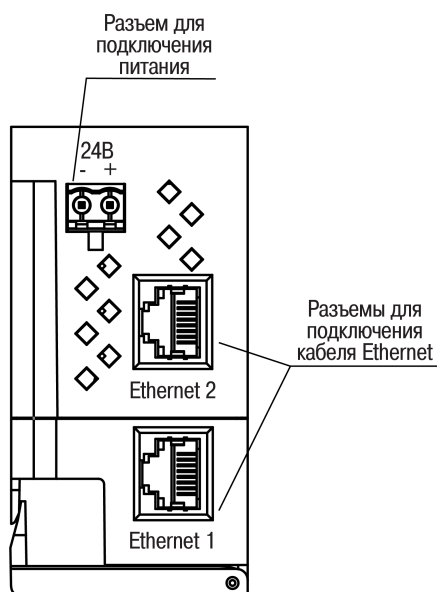 Разъем для
подключения
питания
24В
- +
Разъемы для
подключения
кабеля Ethernet
Ethernet 2
Ethernet 1